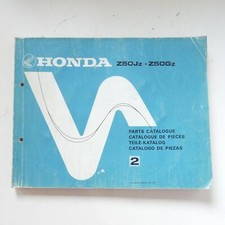 HONDA Z50Jz · Z50Gz
PARTS CATALOGUE
CATALOGUE DE PIECES
TEILE-KATALOG
CATALOGO DE PIEZAS
2